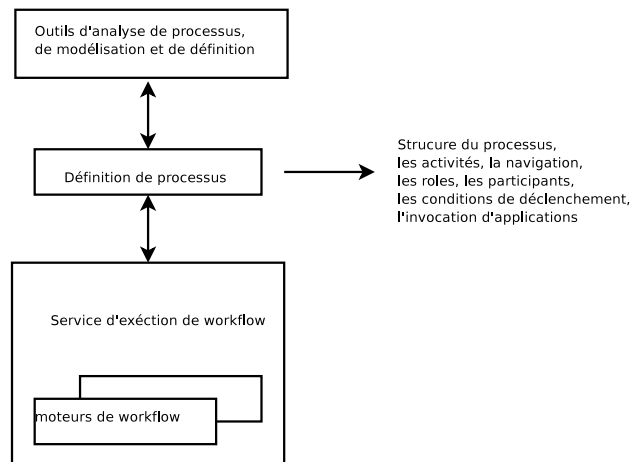 Outils d'analyse de processus,
de modélisation et de définition
Définition de processus
Strucure du processus,
les activités, la navigation,
les roles, les participants,
les conditions de déclenchement,
l'invocation d'applications
Service d'exéction de workflow
moteurs de workflow